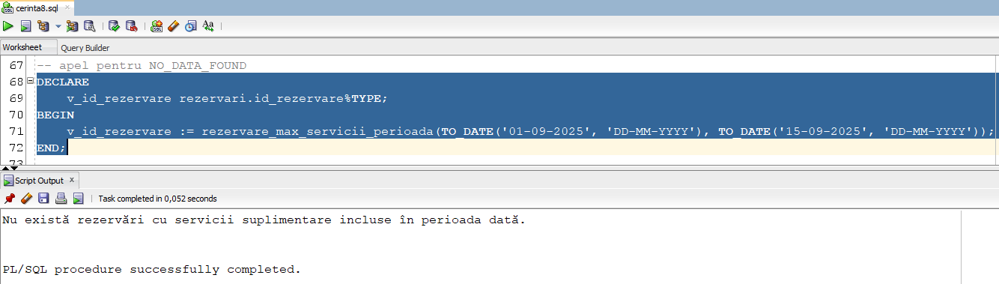 cerinta8.sql
Worksheet Query Builder
67 -- apel pentru NO_DATA_FOUND
68 DECLARE
69 v_id_rezervare rezervari.id_rezervare%TYPE;
70 BEGIN
71 v_id_rezervare := rezervare_max_servicii_perioada(TO_DATE('01-09-2025', 'DD-MM-YYYY'), TO_DATE('15-09-2025', 'DD-MM-YYYY'));
72 END;
73
Script Output x
Task completed in 0,052 seconds
Nu există rezervări cu servicii suplimentare incluse în perioada dată.
PL/SQL procedure successfully completed.